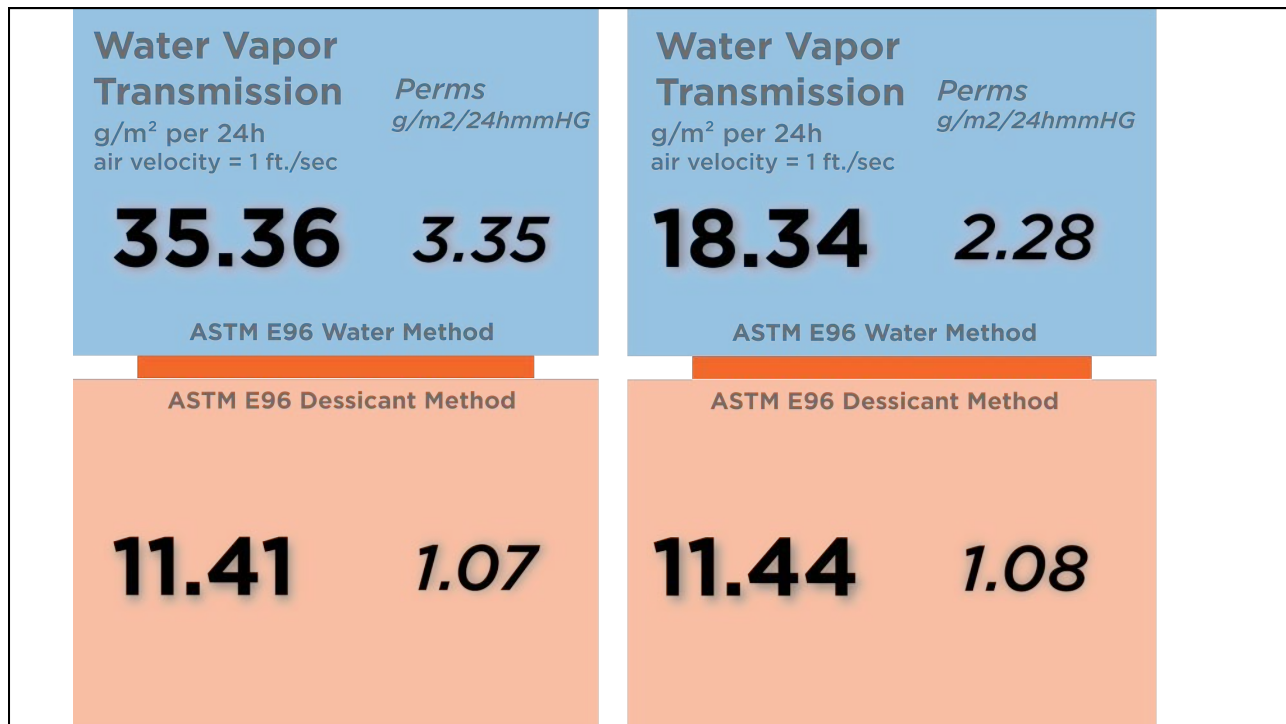 Water Vapor
Transmission
Perms
g/m2/24hmmHG
g/m² per 24h
air velocity = 1 ft./sec
35.36
3.35
ASTM E96 Water Method
ASTM E96 Dessicant Method
11.41
1.07
Water Vapor
Transmission
Perms
g/m2/24hmmHG
g/m² per 24h
air velocity = 1 ft./sec
18.34
2.28
ASTM E96 Water Method
ASTM E96 Dessicant Method
11.44
1.08